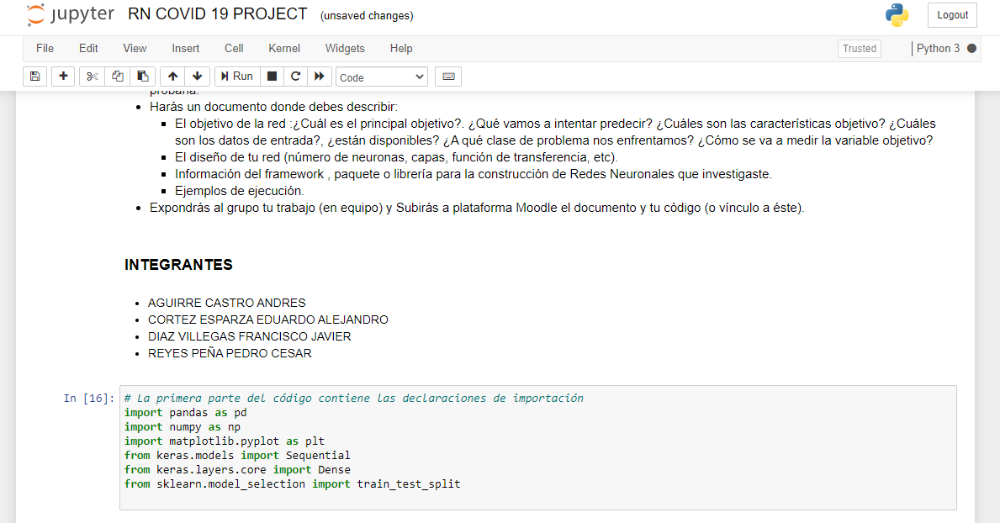 jupyter RN COVID 19 PROJECT (unsaved changes) Logout
File Edit View Insert Cell Kernel Widgets Help Trusted Python 3
Run Code
probarla.
Harás un documento donde debes describir:
El objetivo de la red :¿Cuál es el principal objetivo?. ¿Qué vamos a intentar predecir? ¿Cuáles son las características objetivo? ¿Cuáles
son los datos de entrada?, ¿están disponibles? ¿A qué clase de problema nos enfrentamos? ¿Cómo se va a medir la variable objetivo?
El diseño de tu red (número de neuronas, capas, función de transferencia, etc).
Información del framework , paquete o librería para la construcción de Redes Neuronales que investigaste.
Ejemplos de ejecución.
Expondrás al grupo tu trabajo (en equipo) y Subirás a plataforma Moodle el documento y tu código (o vínculo a éste).
INTEGRANTES
AGUIRRE CASTRO ANDRES
CORTEZ ESPARZA EDUARDO ALEJANDRO
DIAZ VILLEGAS FRANCISCO JAVIER
REYES PEÑA PEDRO CESAR
In [16]: # La primera parte del código contiene las declaraciones de importación
import pandas as pd
import numpy as np
import matplotlib.pyplot as plt
from keras.models import Sequential
from keras.layers.core import Dense
from sklearn.model_selection import train_test_split